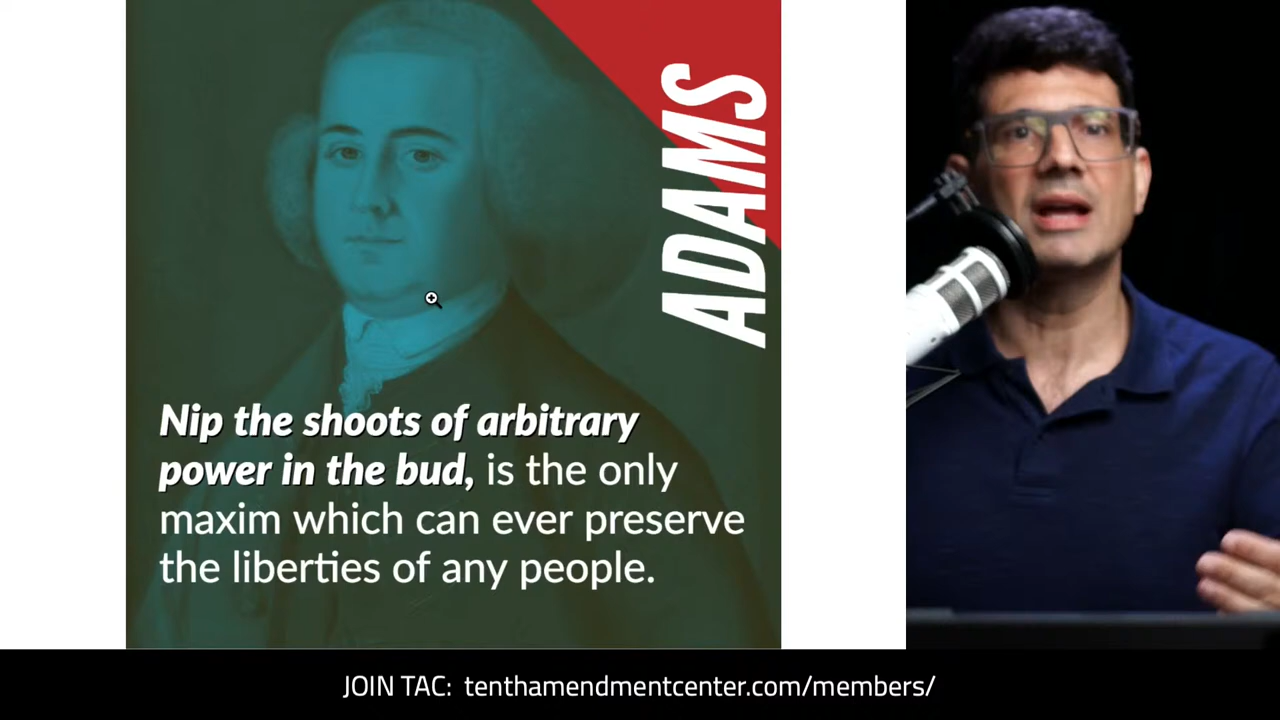 ADAMS
Nip the shoots of arbitrary
power in the bud, is the only
maxim which can ever preserve
the liberties of any people.
JOIN TAC: tenthamendmentcenter.com/members/